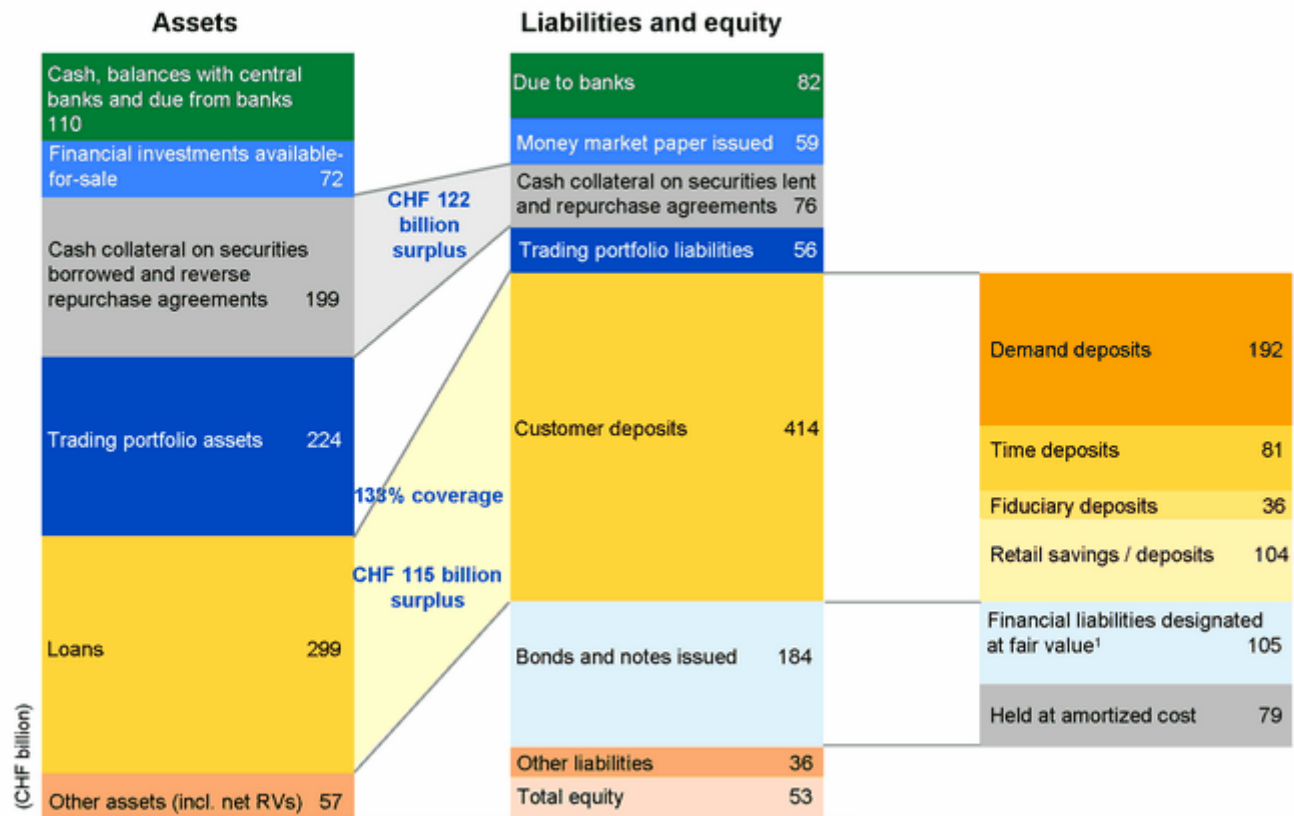 Assets
Cash, balances with central
banks and due from banks
110
Financial investments available-
for-sale 72
Cash collateral on securities
borrowed and reverse
repurchase agreements 199
Trading portfolio assets 224
Loans 299
Other assets (incl. net RVs) 57
(CHF billion)
CHF 122
billion
surplus
133% coverage
CHF 115 billion
surplus
Liabilities and equity
Due to banks 82
Money market paper issued 59
Cash collateral on securities lent
and repurchase agreements 76
Trading portfolio liabilities 56
Customer deposits 414
Bonds and notes issued 184
Other liabilities 36
Total equity 53
Demand deposits 192
Time deposits 81
Fiduciary deposits 36
Retail savings / deposits 104
Financial liabilities designated
at fair value¹ 105
Held at amortized cost 79